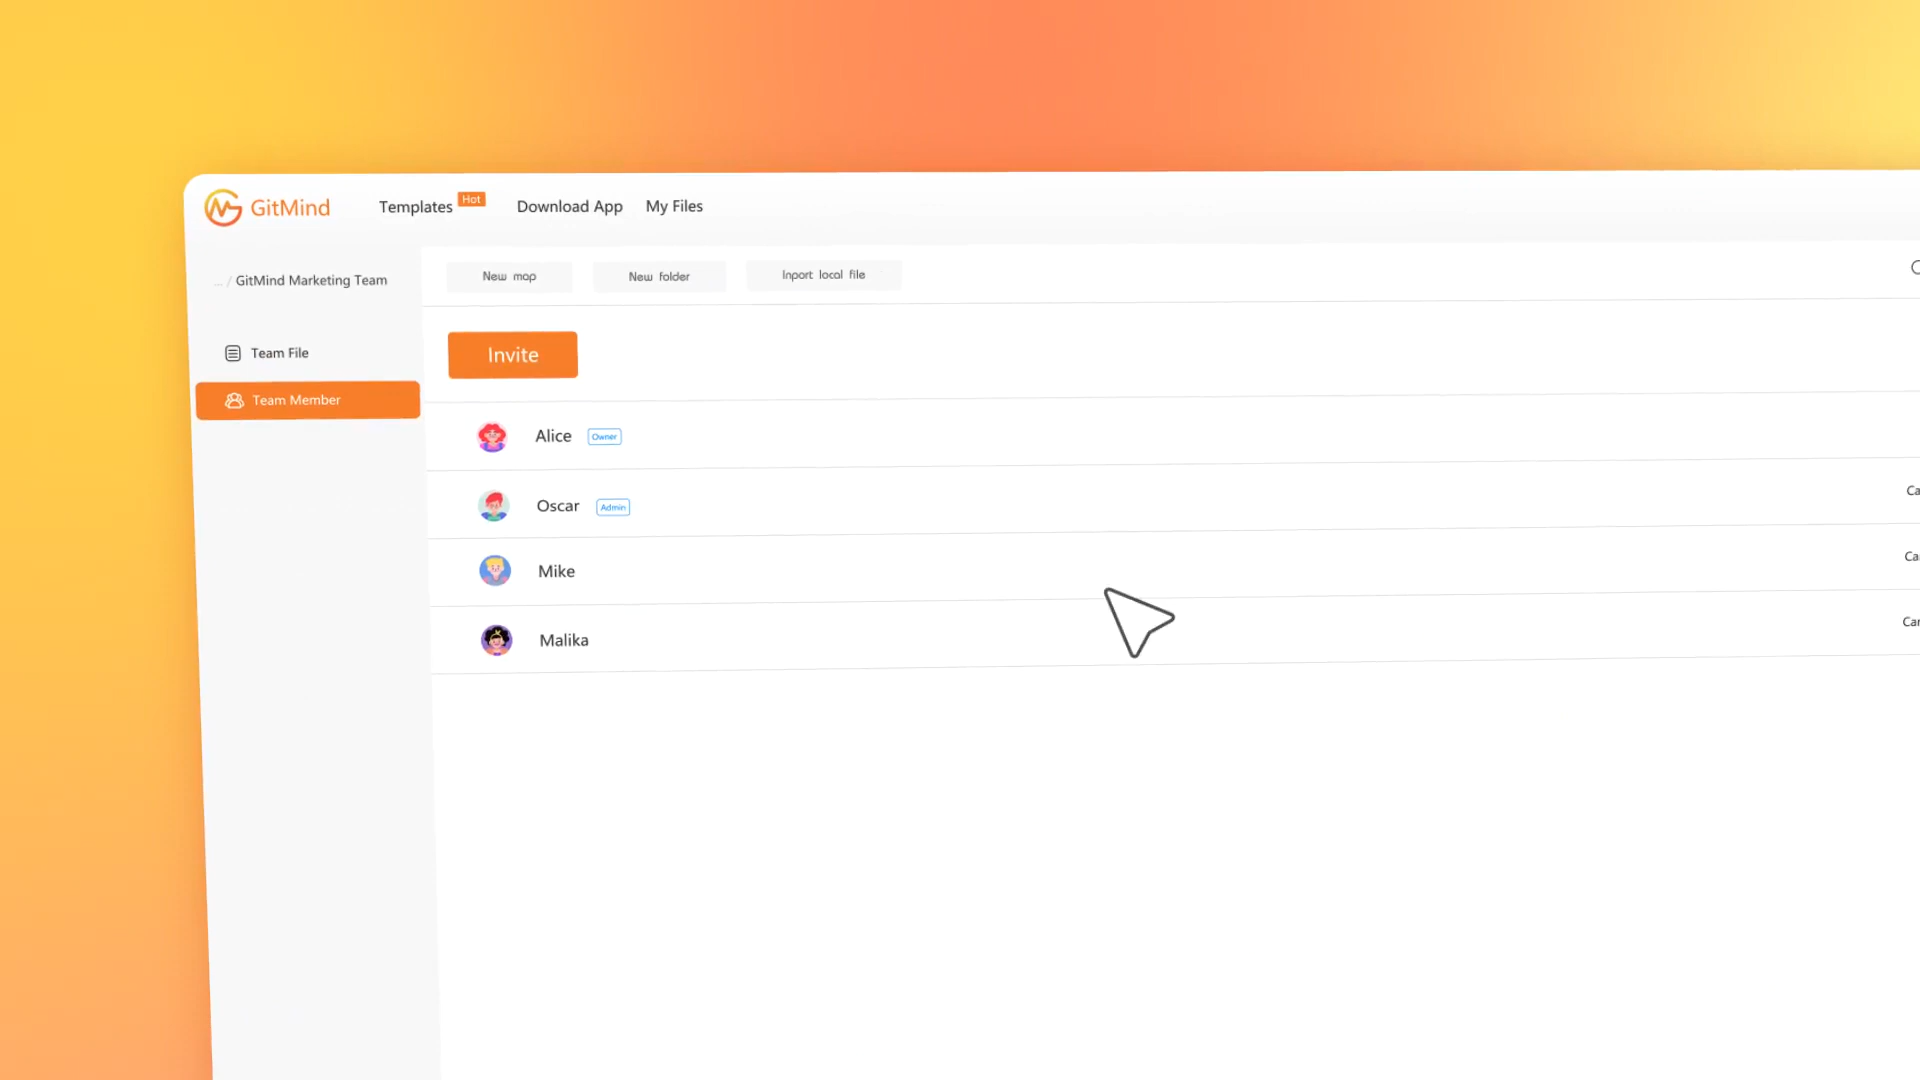 GitMind
Templates Hot
Download App
My Files
... / GitMind Marketing Team
New map
New folder
Inport local file
Team File
Team Member
Invite
Alice Owner
Oscar Admin
Mike
Malika